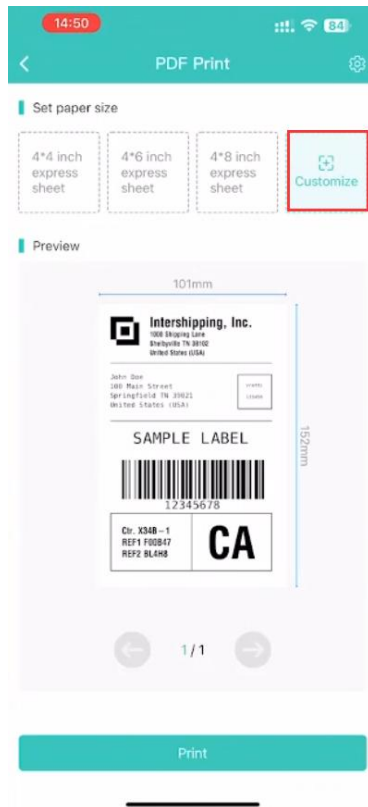 14:50
84
PDF Print
Set paper size
4*4 inch
express
sheet
4*6 inch
express
sheet
4*8 inch
express
sheet
Customize
Preview
101mm
Intershipping, Inc.
1000 Shipping Lane
Shelbyville TN 38102
United States (USA)
John Doe
100 Main Street
Springfield TN 39021
United States (USA)
SAMPLE LABEL
152mm
12345678
Ctr. X34B-1
REF1 F00B47
REF2 BL4H8
CA
1/1
Print